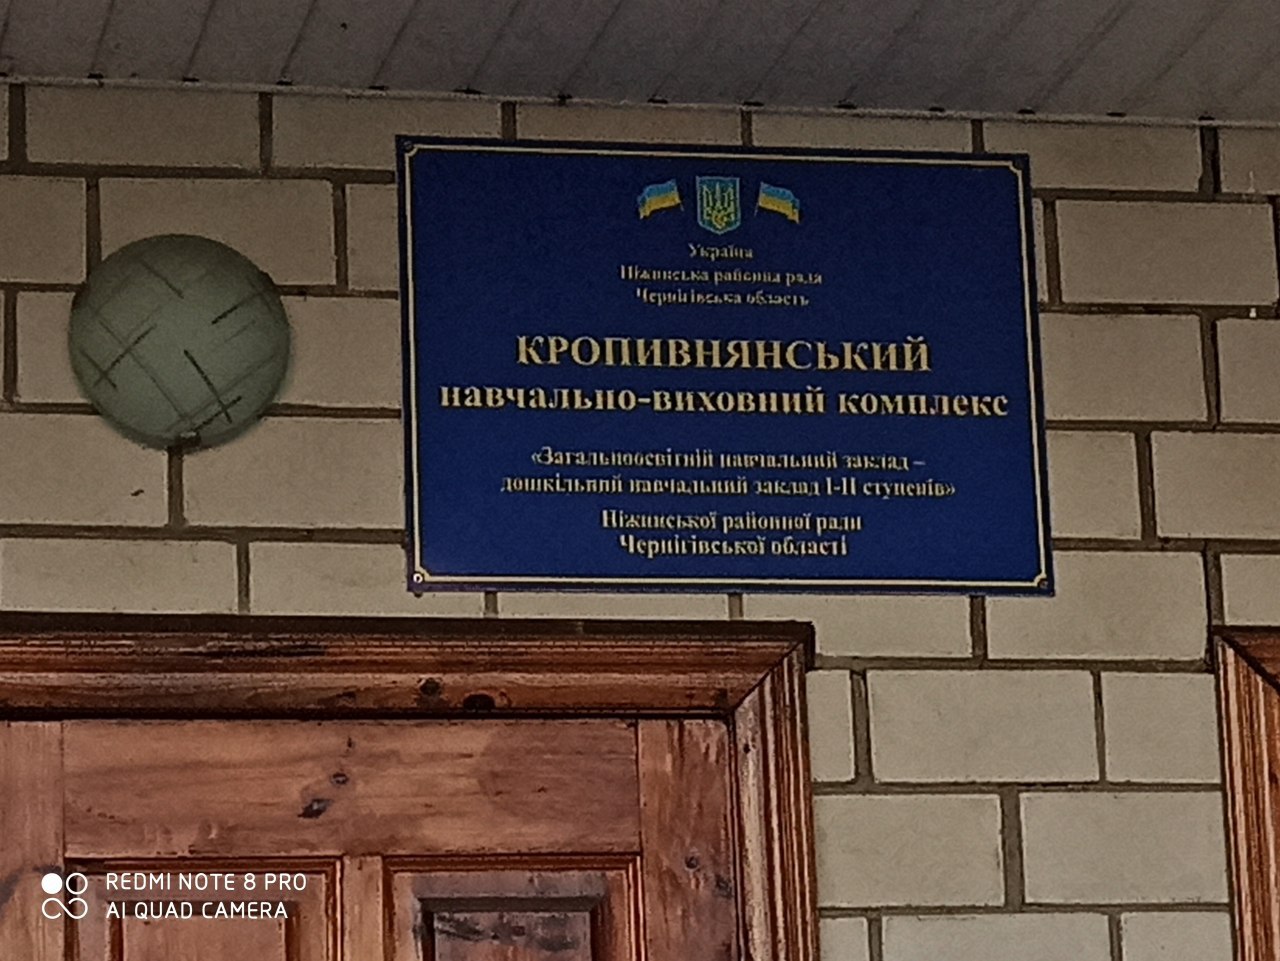 Україна
Ніжинська районна рада
Чернігівська область
КРОПИВНЯНСЬКИЙ
навчально-виховний комплекс
«Загальноосвітній навчальний заклад –
дошкільний навчальний заклад І-ІІ ступенів»
Ніжинської районної ради
Чернігівської області
REDMI NOTE 8 PRO
AI QUAD CAMERA